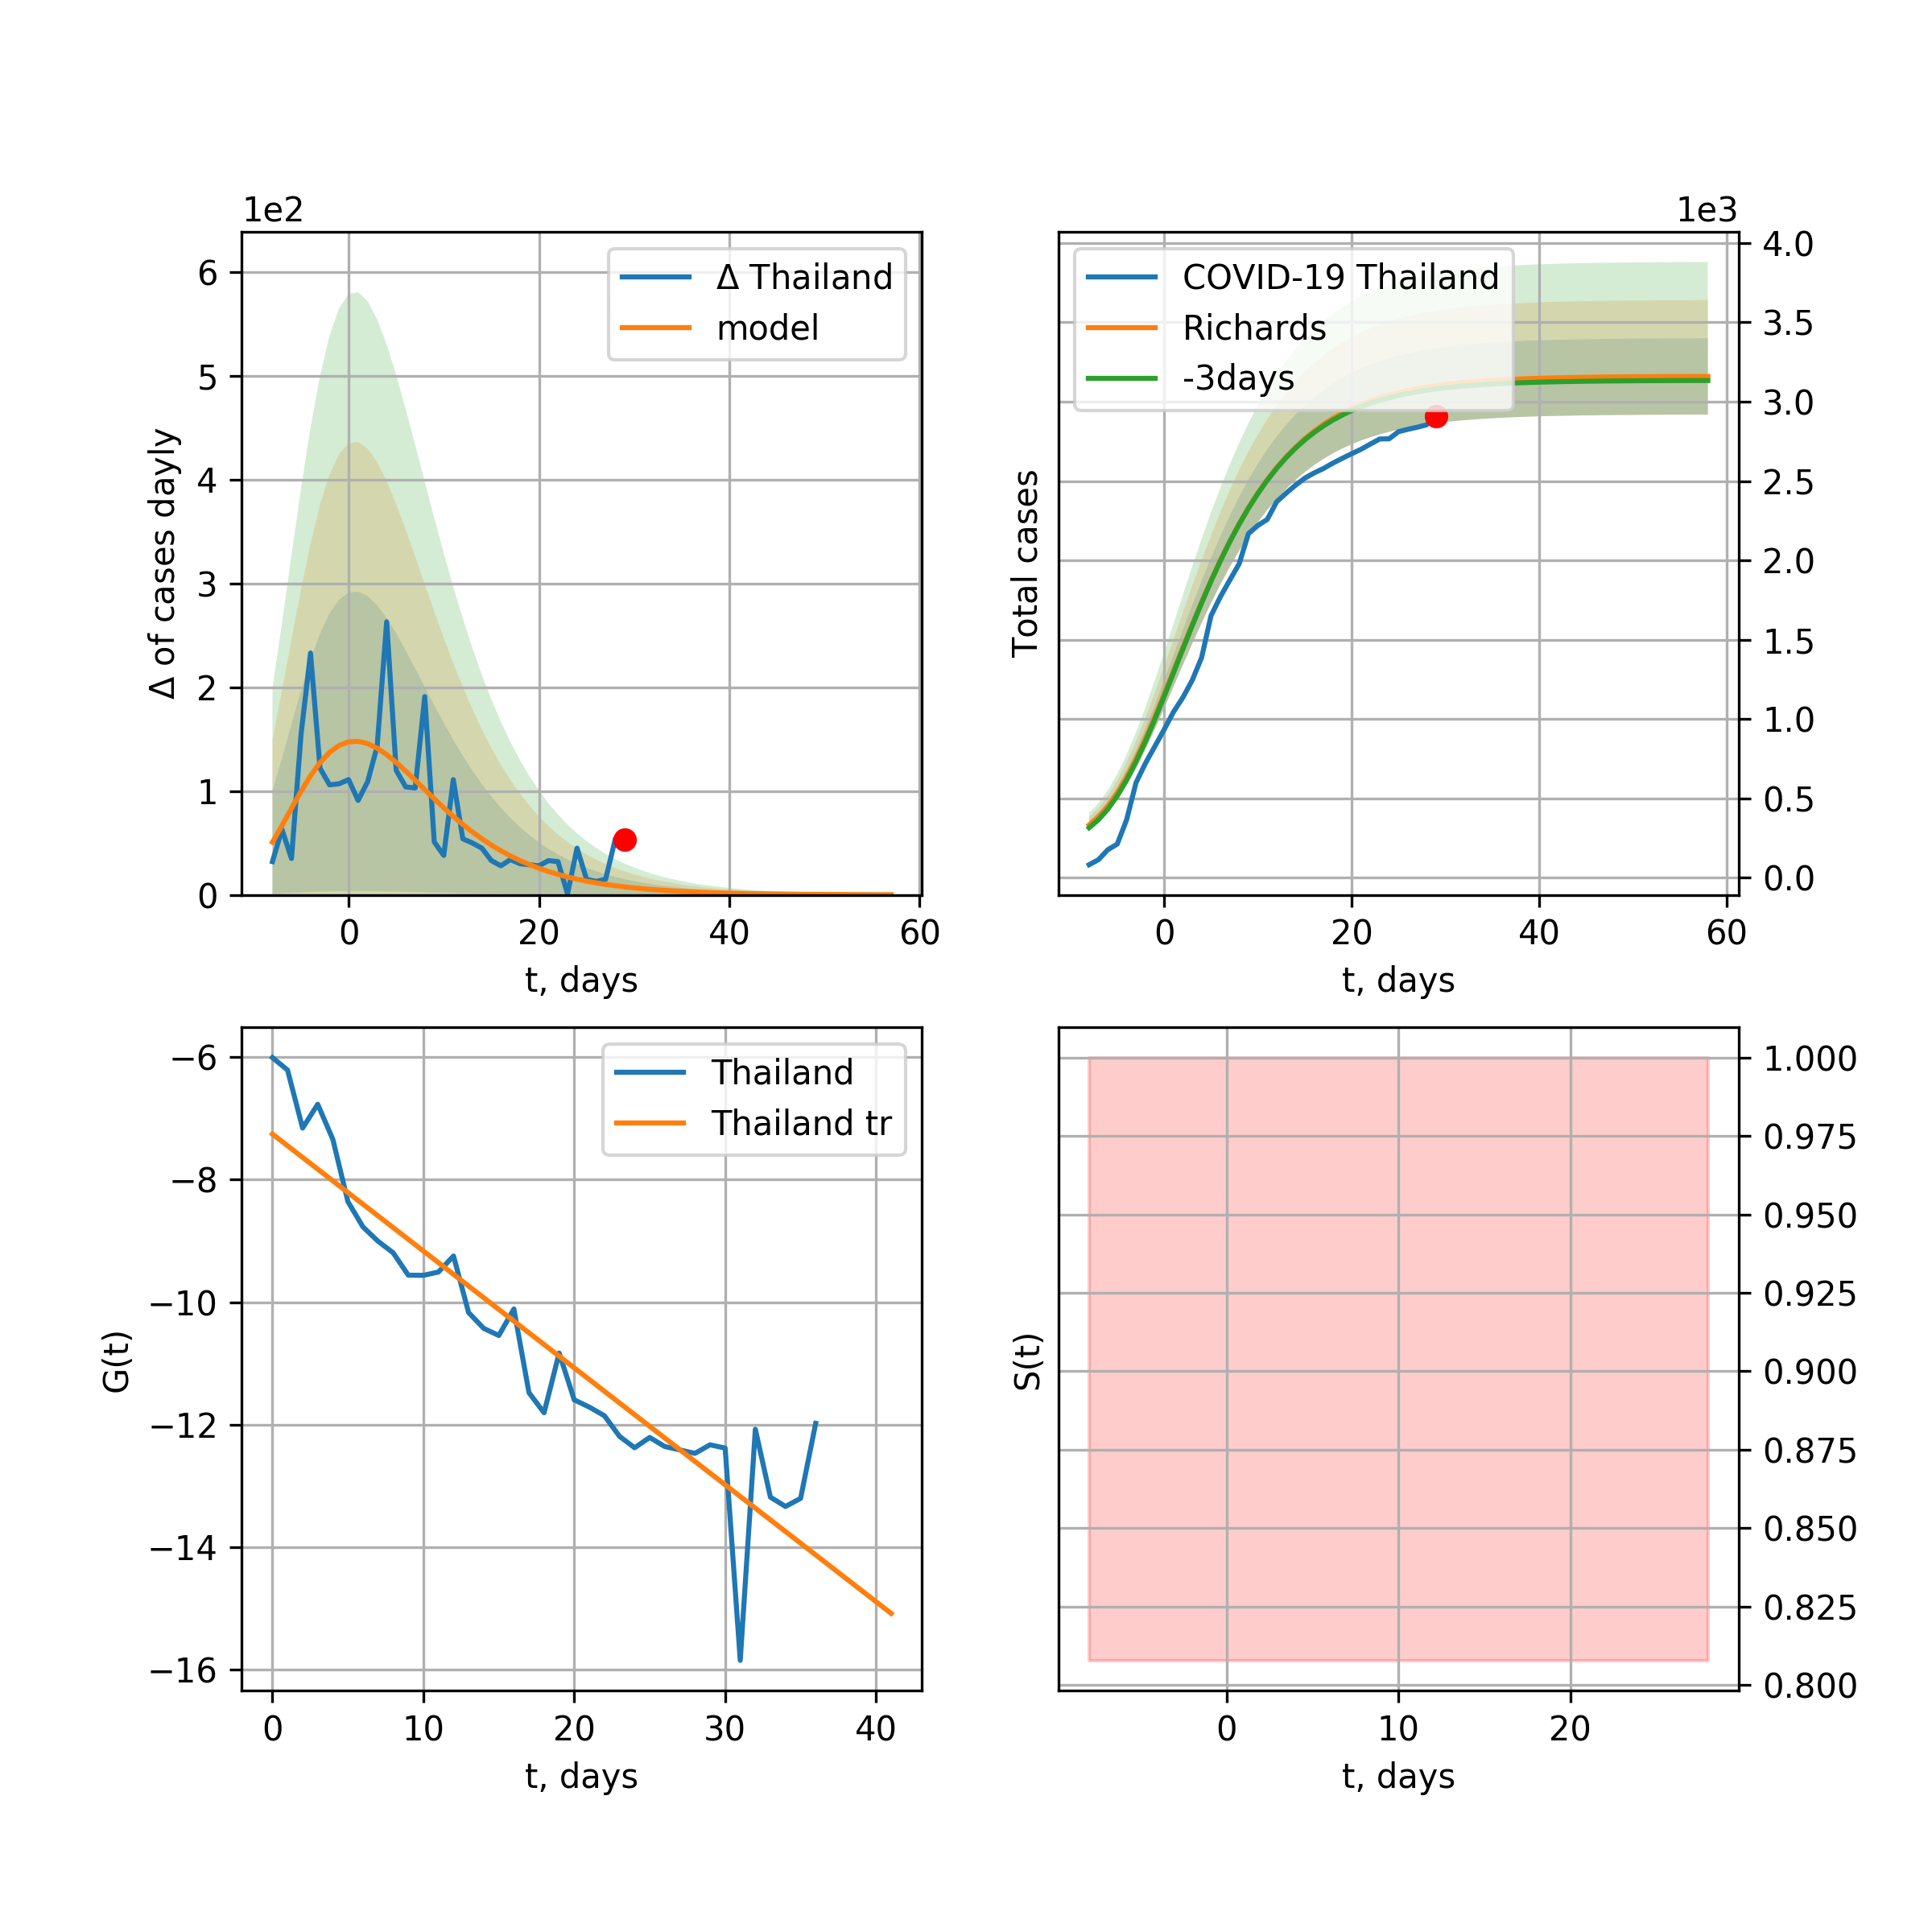 1e2
Δ of cases dayly
6
5
4
3
2
1
0
0 20 40 60
t, days
Δ Thailand
model
1e3
Total cases
4.0
3.5
3.0
2.5
2.0
1.5
1.0
0.5
0.0
0 20 40 60
t, days
COVID-19 Thailand
Richards
-3days
G(t)
−6
−8
−10
−12
−14
−16
0 10 20 30 40
t, days
Thailand
Thailand tr
S(t)
1.000
0.975
0.950
0.925
0.900
0.875
0.850
0.825
0.800
0 10 20
t, days